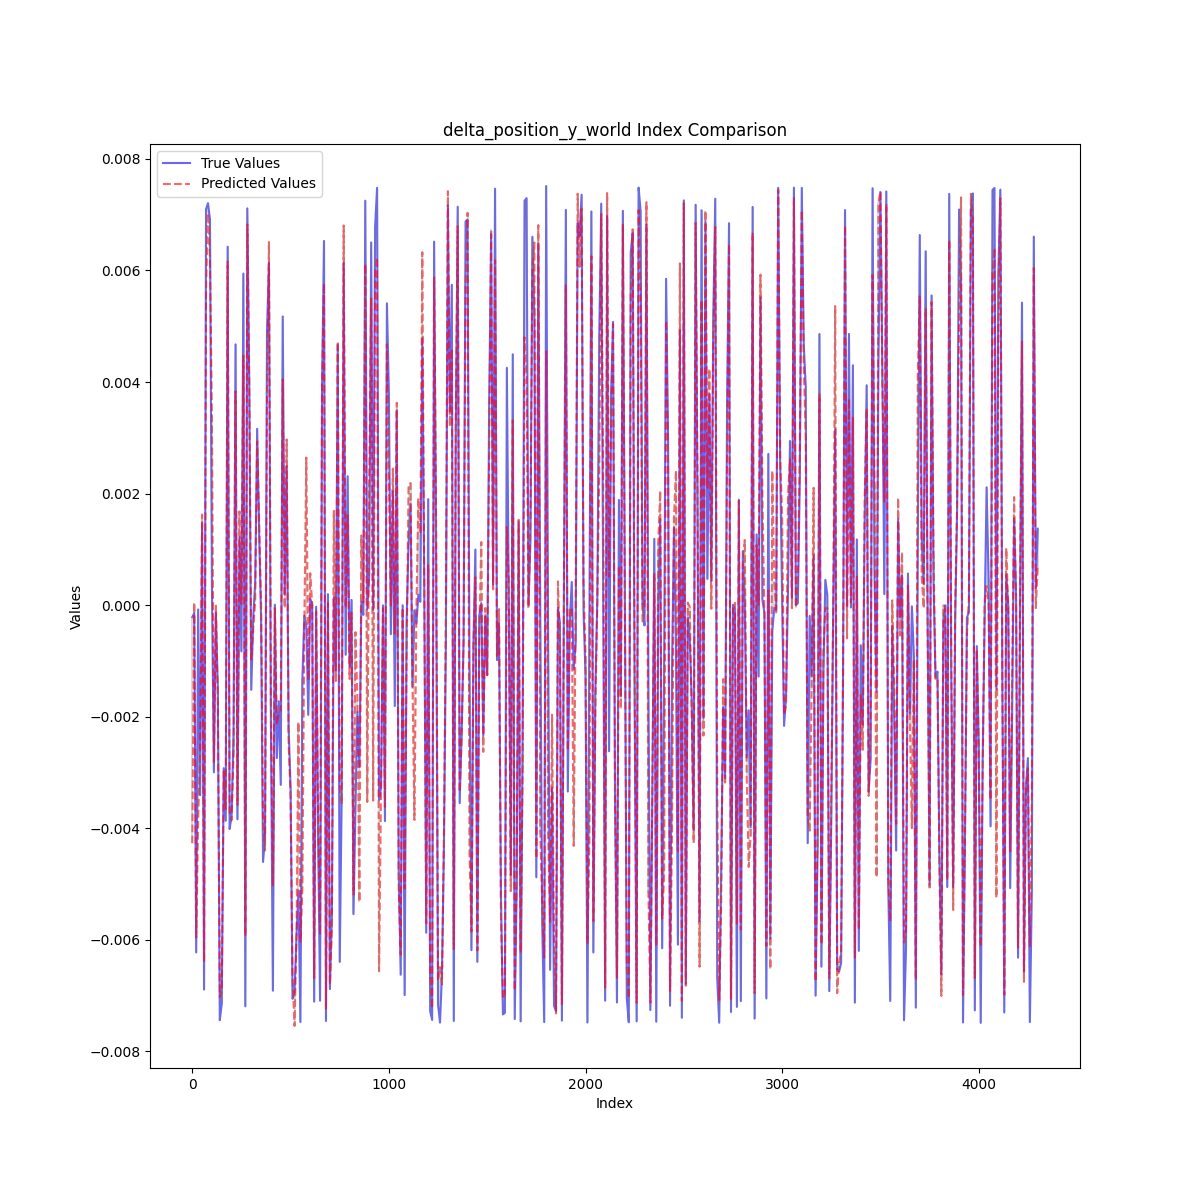 delta_position_y_world Index Comparison
True Values
Predicted Values
0.008
0.006
0.004
0.002
0.000
−0.002
−0.004
−0.006
−0.008
Values
0 1000 2000 3000 4000
Index